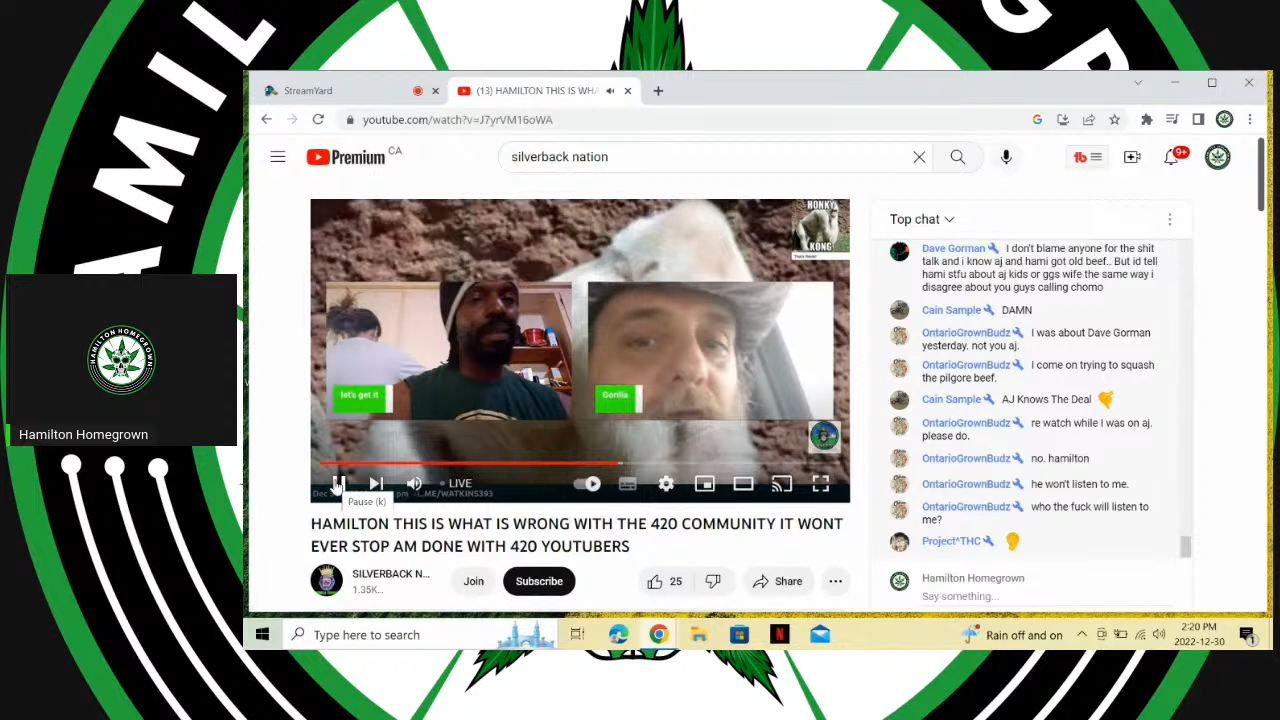 HAMIL
GR
StreamYard
(13) HAMILTON THIS IS WHA
youtube.com/watch?v=J7yrVM16oWA
Premium CA
silverback nation
9+
HONKY
KONG
let's get it
Gorilla
LIVE
Pause (k)
HAMILTON THIS IS WHAT IS WRONG WITH THE 420 COMMUNITY IT WONT
EVER STOP AM DONE WITH 420 YOUTUBERS
SILVERBACK N...
1.35K...
Join
Subscribe
25
Share
Top chat
Dave Gorman I don't blame anyone for the shit
talk and i know aj and hami got old beef.. But id tell
hami stfu about aj kids or ggs wife the same way i
disagree about you guys calling chomo
Cain Sample DAMN
OntarioGrownBudz I was about Dave Gorman
yesterday. not you aj.
OntarioGrownBudz I come on trying to squash
the pilgore beef.
Cain Sample AJ Knows The Deal
OntarioGrownBudz re watch while I was on aj.
please do.
OntarioGrownBudz no. hamilton
OntarioGrownBudz he won't listen to me.
OntarioGrownBudz who the fuck will listen to
me?
Project^THC
Hamilton Homegrown
Say something...
HAMILTON HOMEGROWN
Hamilton Homegrown
Type here to search
Rain off and on
2:20 PM
2022-12-30